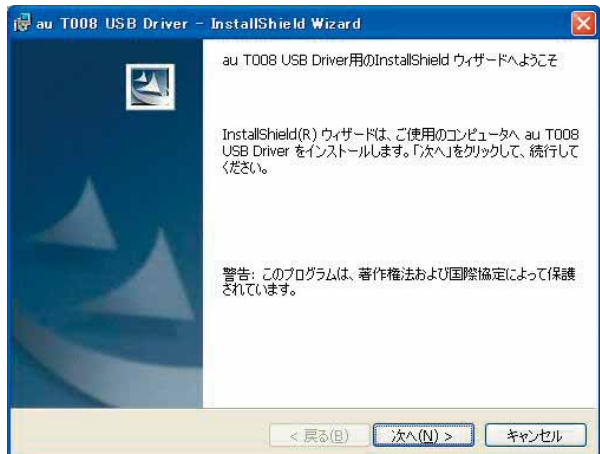 au T008 USB Driver - InstallShield Wizard
au T008 USB Driver用のInstallShield ウィザードへようこそ
InstallShield(R) ウィザードは、ご使用のコンピュータへ au T008
USB Driver をインストールします。「次へ」をクリックして、続行して
ください。
警告: このプログラムは、著作権法および国際協定によって保護
されています。
< 戻る(B)
次へ(N) >
キャンセル